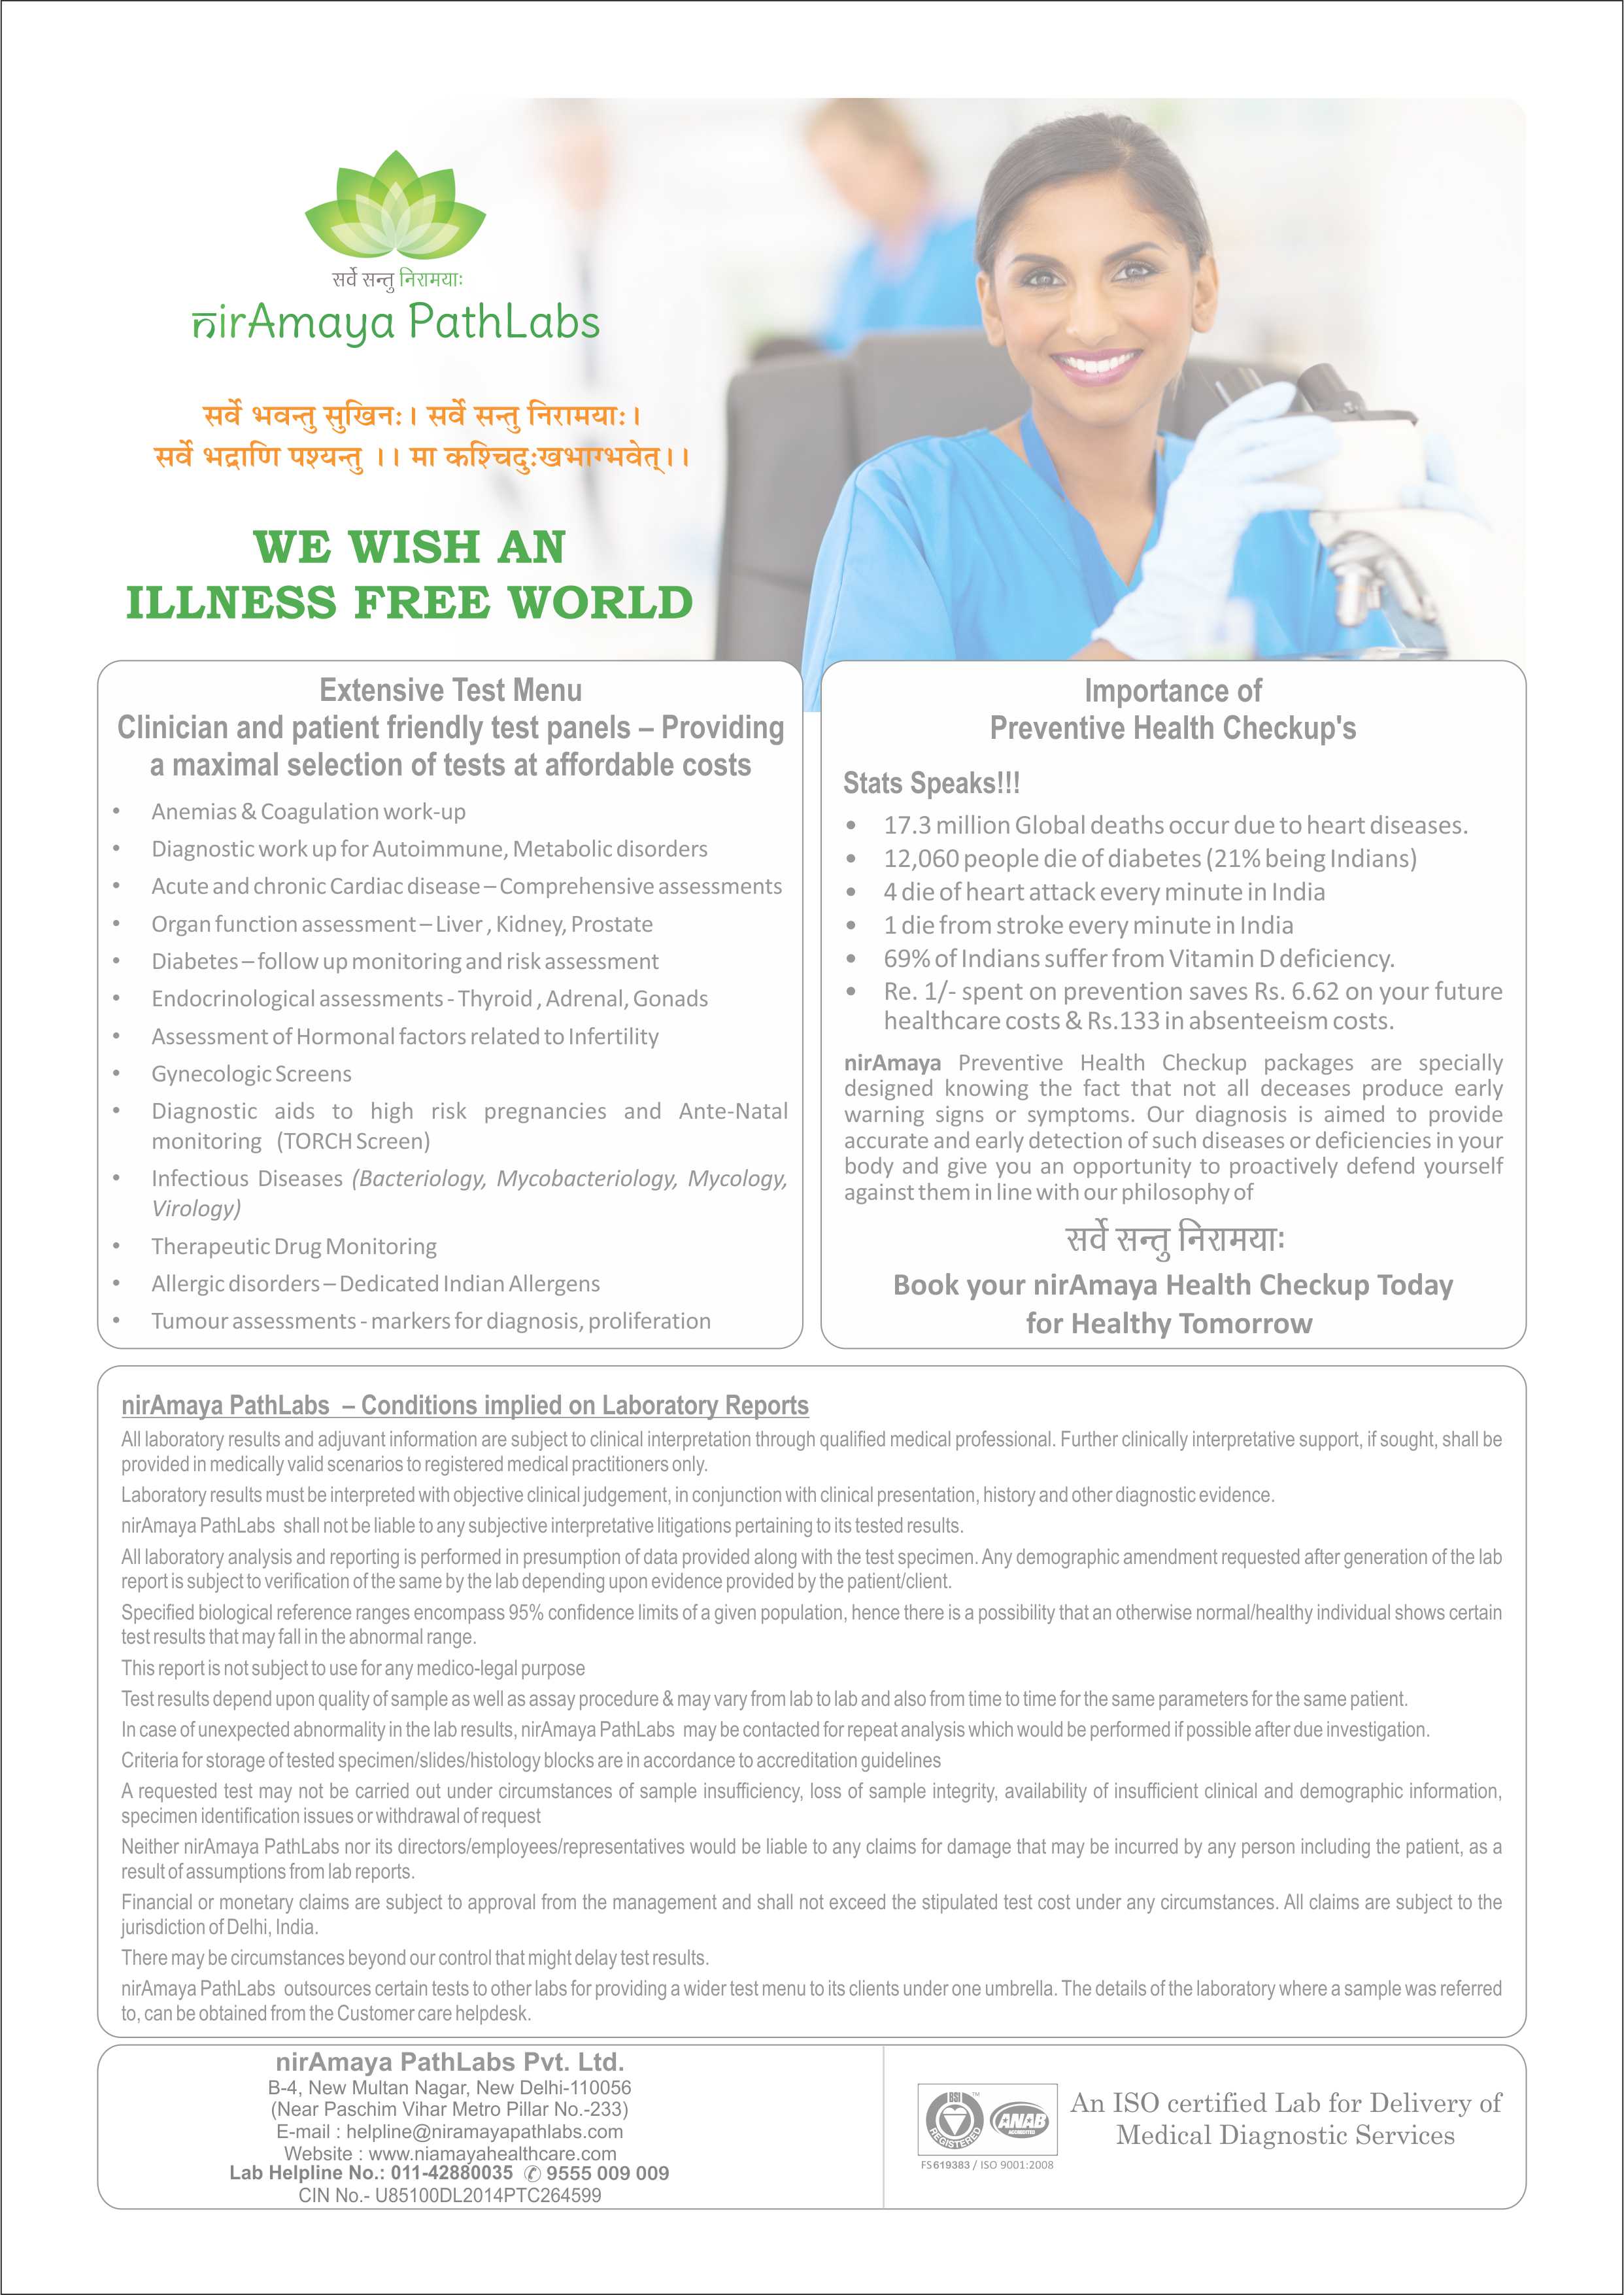 सर्वे सन्तु निरामयाः
nirAmaya PathLabs
सर्वे भवन्तु सुखिनः। सर्वे सन्तु निरामयाः।
सर्वे भद्राणि पश्यन्तु ।। मा कश्चिदुःखभाग्भवेत्।।
WE WISH AN
ILLNESS FREE WORLD
Extensive Test Menu
Clinician and patient friendly test panels – Providing
a maximal selection of tests at affordable costs
• Anemias & Coagulation work-up
• Diagnostic work up for Autoimmune, Metabolic disorders
• Acute and chronic Cardiac disease – Comprehensive assessments
• Organ function assessment – Liver , Kidney, Prostate
• Diabetes – follow up monitoring and risk assessment
• Endocrinological assessments - Thyroid , Adrenal, Gonads
• Assessment of Hormonal factors related to Infertility
• Gynecologic Screens
• Diagnostic aids to high risk pregnancies and Ante-Natal
monitoring (TORCH Screen)
• Infectious Diseases (Bacteriology, Mycobacteriology, Mycology,
Virology)
• Therapeutic Drug Monitoring
• Allergic disorders – Dedicated Indian Allergens
• Tumour assessments - markers for diagnosis, proliferation
Importance of
Preventive Health Checkup's
Stats Speaks!!!
• 17.3 million Global deaths occur due to heart diseases.
• 12,060 people die of diabetes (21% being Indians)
• 4 die of heart attack every minute in India
• 1 die from stroke every minute in India
• 69% of Indians suffer from Vitamin D deficiency.
• Re. 1/- spent on prevention saves Rs. 6.62 on your future
healthcare costs & Rs.133 in absenteeism costs.
nirAmaya Preventive Health Checkup packages are specially
designed knowing the fact that not all deceases produce early
warning signs or symptoms. Our diagnosis is aimed to provide
accurate and early detection of such diseases or deficiencies in your
body and give you an opportunity to proactively defend yourself
against them in line with our philosophy of
सर्वे सन्तु निरामयाः
Book your nirAmaya Health Checkup Today
for Healthy Tomorrow
nirAmaya PathLabs – Conditions implied on Laboratory Reports
All laboratory results and adjuvant information are subject to clinical interpretation through qualified medical professional. Further clinically interpretative support, if sought, shall be
provided in medically valid scenarios to registered medical practitioners only.
Laboratory results must be interpreted with objective clinical judgement, in conjunction with clinical presentation, history and other diagnostic evidence.
nirAmaya PathLabs shall not be liable to any subjective interpretative litigations pertaining to its tested results.
All laboratory analysis and reporting is performed in presumption of data provided along with the test specimen. Any demographic amendment requested after generation of the lab
report is subject to verification of the same by the lab depending upon evidence provided by the patient/client.
Specified biological reference ranges encompass 95% confidence limits of a given population, hence there is a possibility that an otherwise normal/healthy individual shows certain
test results that may fall in the abnormal range.
This report is not subject to use for any medico-legal purpose
Test results depend upon quality of sample as well as assay procedure & may vary from lab to lab and also from time to time for the same parameters for the same patient.
In case of unexpected abnormality in the lab results, nirAmaya PathLabs may be contacted for repeat analysis which would be performed if possible after due investigation.
Criteria for storage of tested specimen/slides/histology blocks are in accordance to accreditation guidelines
A requested test may not be carried out under circumstances of sample insufficiency, loss of sample integrity, availability of insufficient clinical and demographic information,
specimen identification issues or withdrawal of request
Neither nirAmaya PathLabs nor its directors/employees/representatives would be liable to any claims for damage that may be incurred by any person including the patient, as a
result of assumptions from lab reports.
Financial or monetary claims are subject to approval from the management and shall not exceed the stipulated test cost under any circumstances. All claims are subject to the
jurisdiction of Delhi, India.
There may be circumstances beyond our control that might delay test results.
nirAmaya PathLabs outsources certain tests to other labs for providing a wider test menu to its clients under one umbrella. The details of the laboratory where a sample was referred
to, can be obtained from the Customer care helpdesk.
nirAmaya PathLabs Pvt. Ltd.
B-4, New Multan Nagar, New Delhi-110056
(Near Paschim Vihar Metro Pillar No.-233)
E-mail : helpline@niramayapathlabs.com
Website : www.niamayahealthcare.com
Lab Helpline No.: 011-42880035 ✆ 9555 009 009
CIN No.- U85100DL2014PTC264599
BSI ™
REGISTERED
ANAB
ACCREDITED
FS 619383 / ISO 9001:2008
An ISO certified Lab for Delivery of
Medical Diagnostic Services